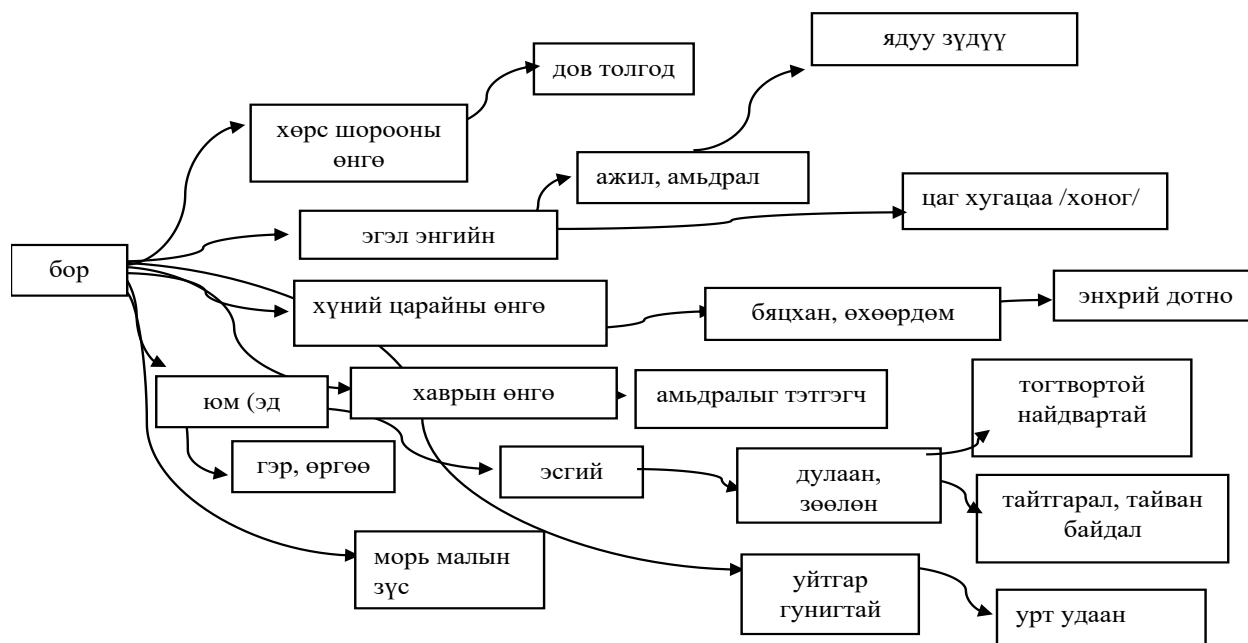 ядуу зүдүү
дов толгод
хөрс шорооны
өнгө
ажил, амьдрал
цаг хугацаа /хоног/
эгэл энгийн
бор
хүний царайны өнгө
бяцхан, өхөөрдөм
энхрий дотно
юм (эд
хаврын өнгө
амьдралыг тэтгэгч
тогтвортой
найдвартай
гэр, өргөө
эсгий
дулаан,
зөөлөн
тайтгарал, тайван
байдал
морь малын
зүс
уйтгар
гунигтай
урт удаан